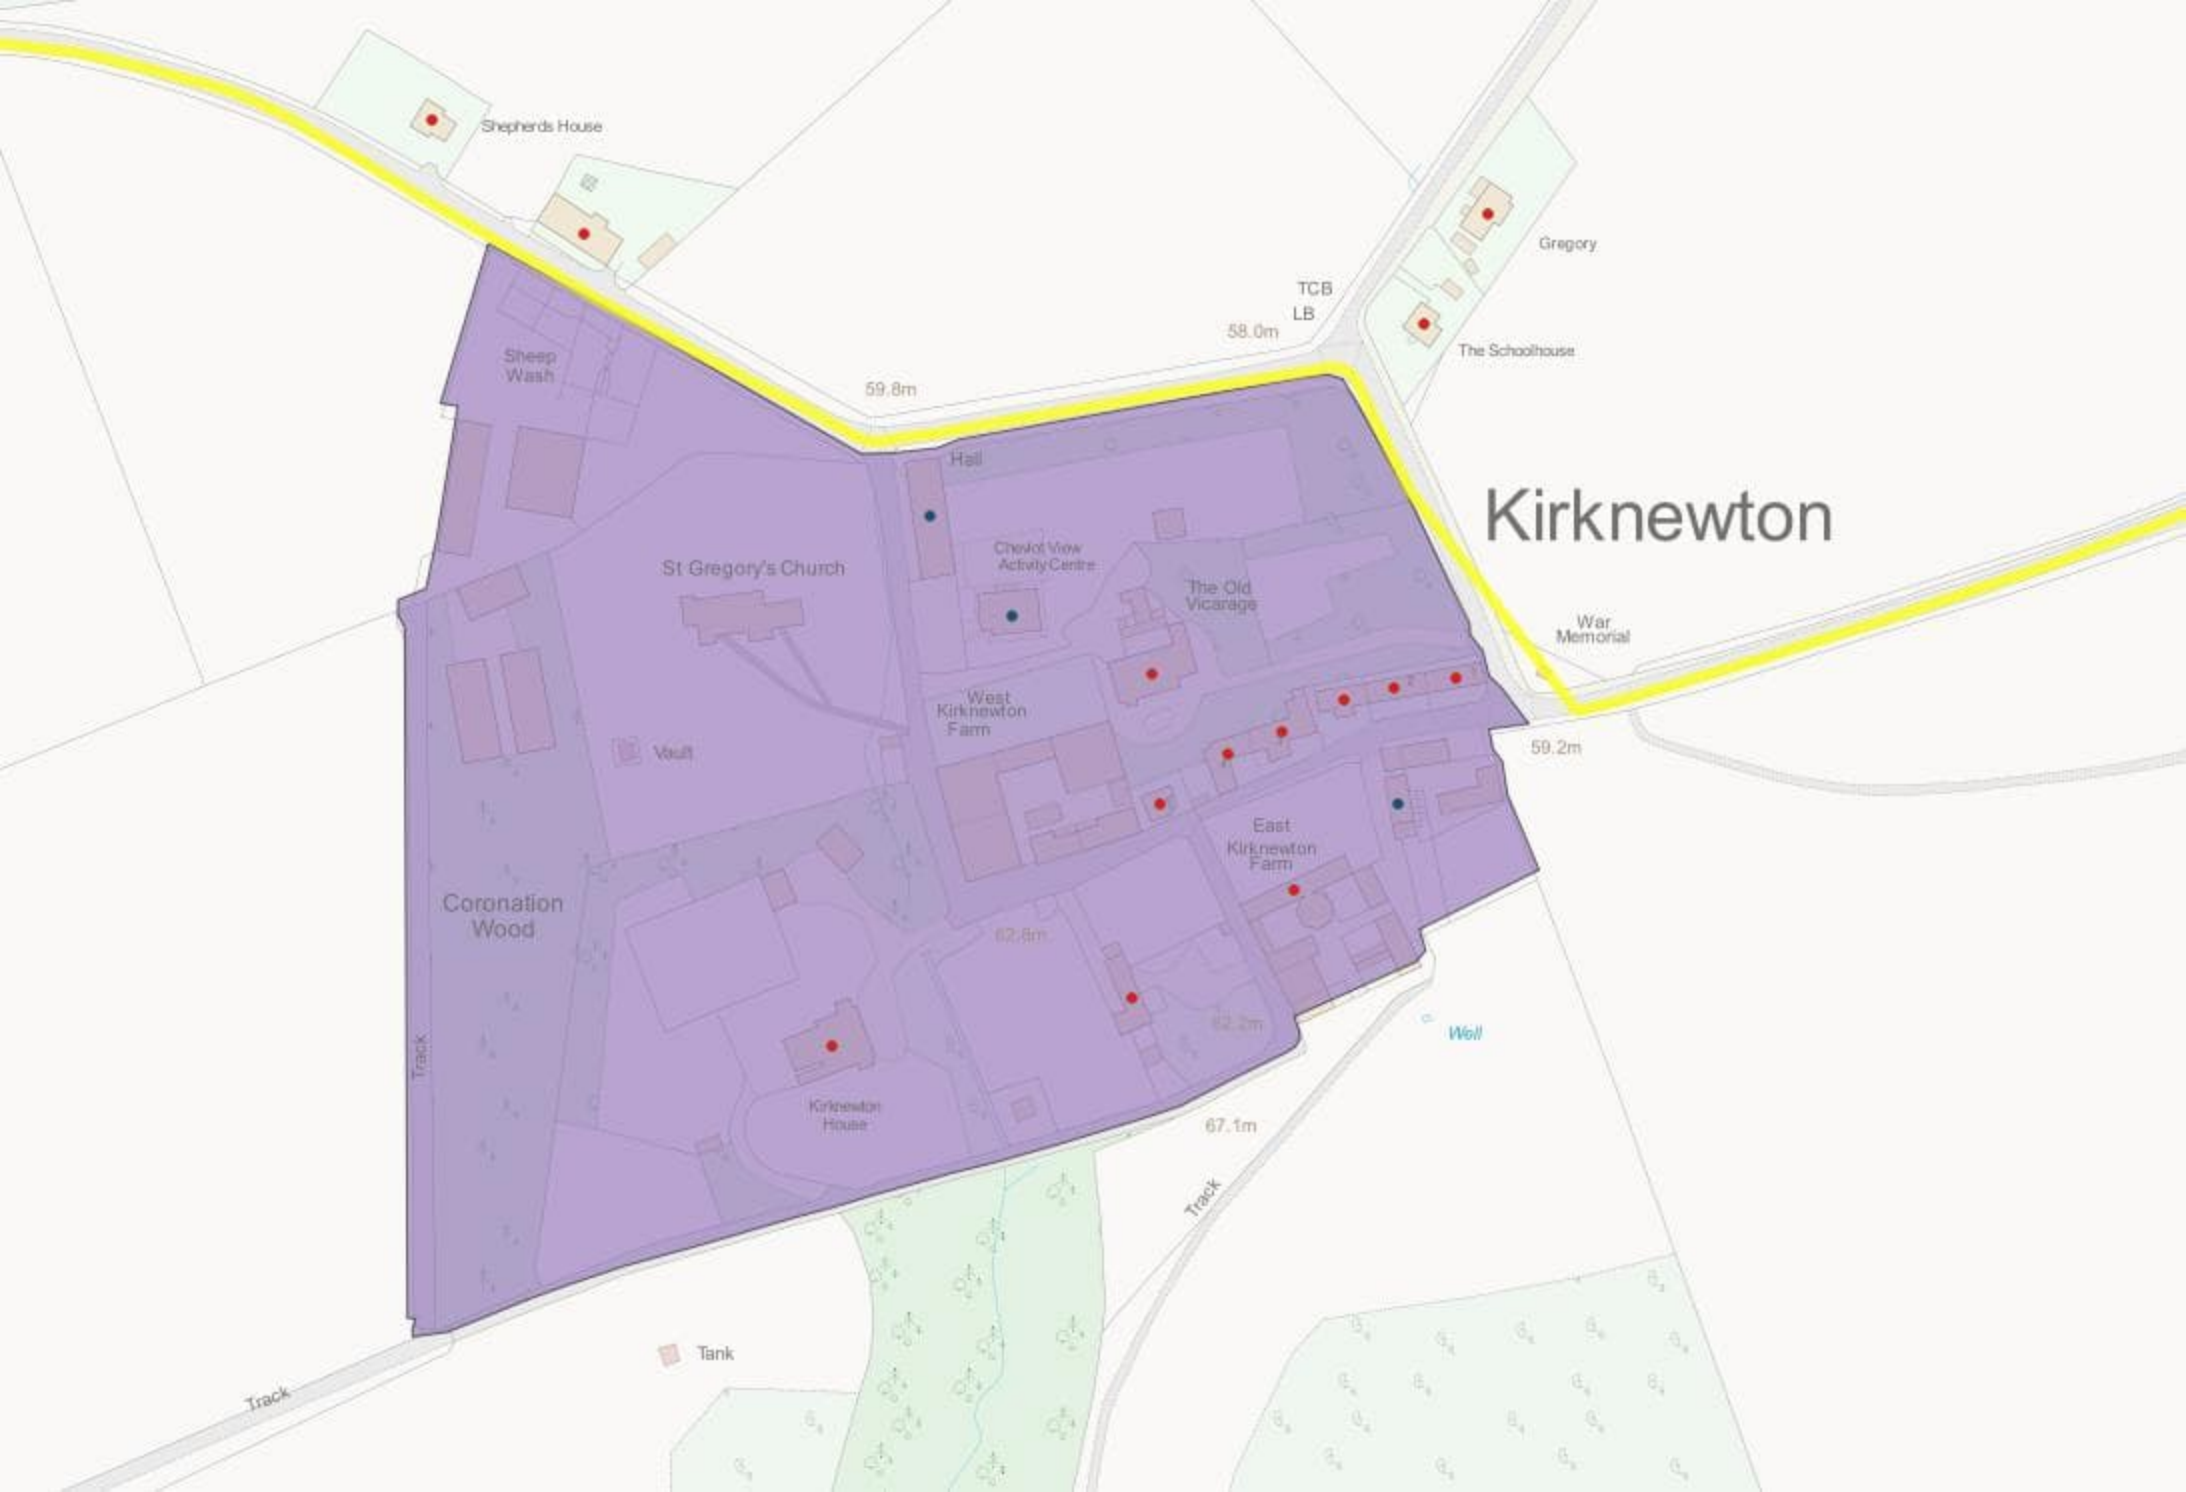 Shepherds House
Gregory
TCB
LB
58.0m
The Schoolhouse
Sheep
Wash
59.8m
Hall
Kirknewton
Cheviot View
Activity Centre
St Gregory's Church
The Old
Vicarage
War
Memorial
2
West
Kirknewton
Farm
Vault
59.2m
East
Kirknewton
Farm
Coronation
Wood
62.8m
62.2m
Well
Track
Kirknewton
House
67.1m
Track
Tank
Track